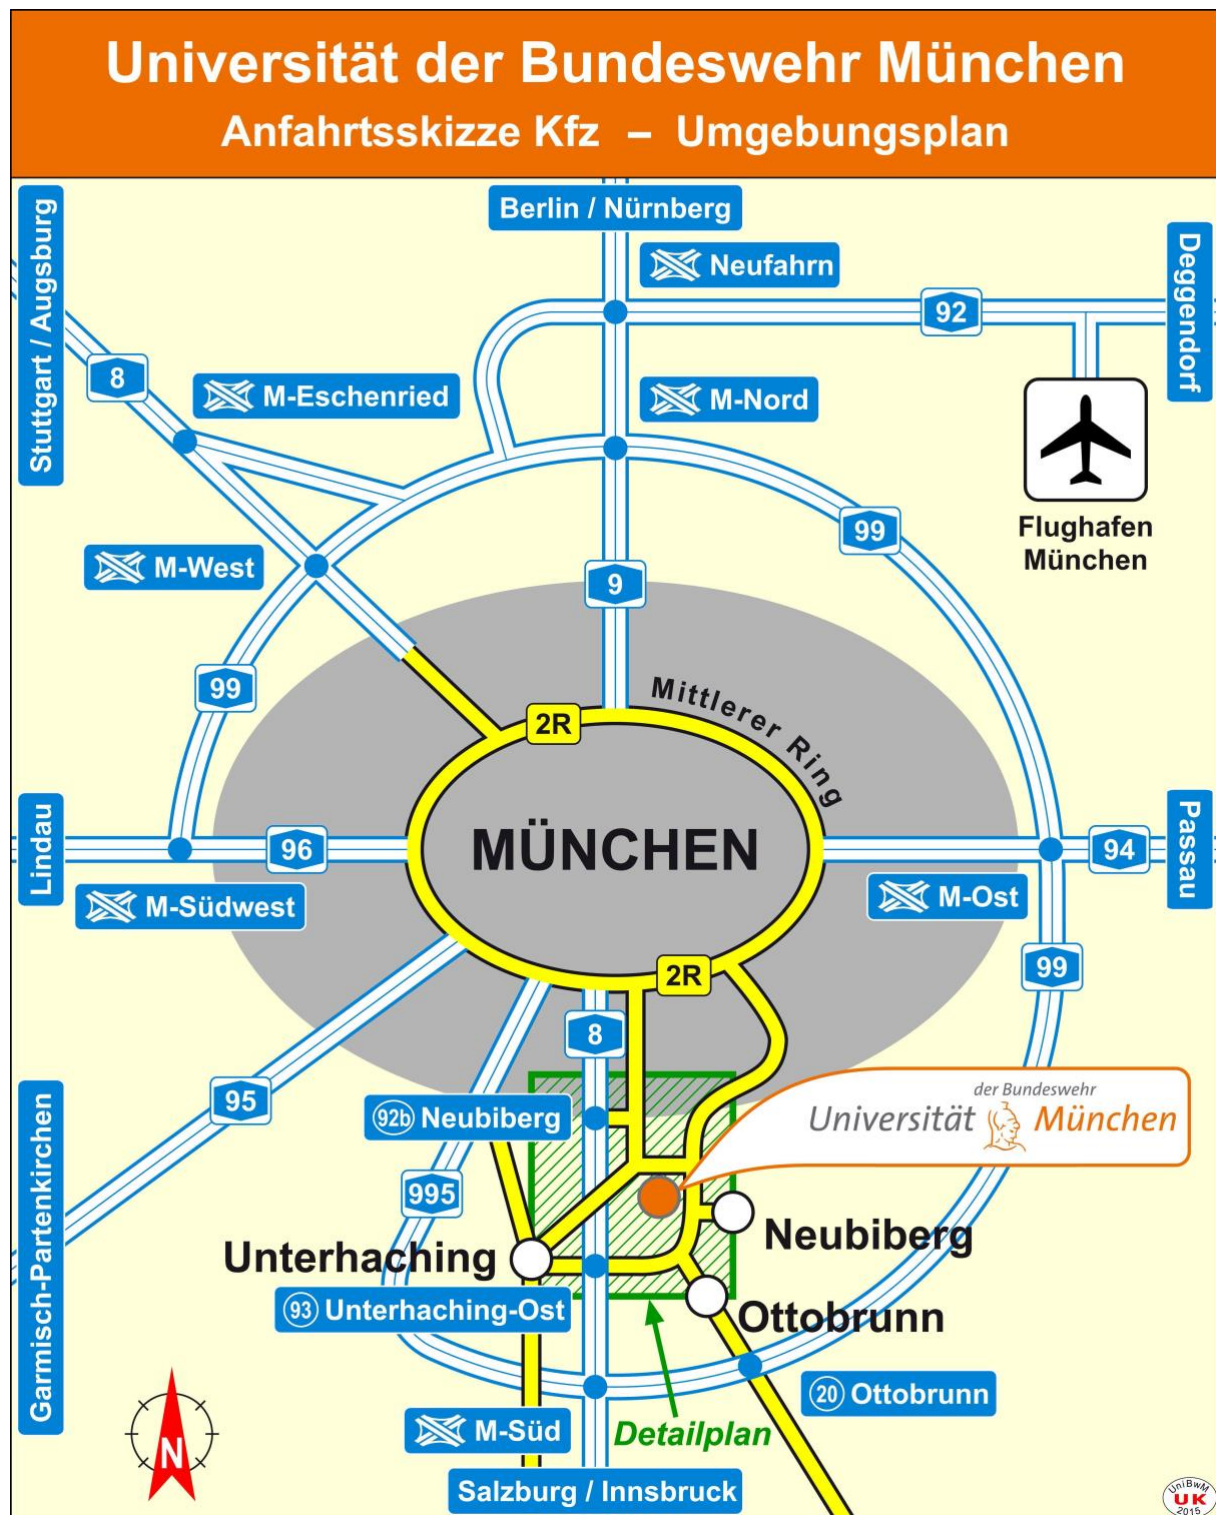 Universität der Bundeswehr München
Anfahrtsskizze Kfz – Umgebungsplan
Stuttgart / Augsburg
Berlin / Nürnberg
Deggendorf
Neufahrn
92
8
M-Eschenried
M-Nord
Flughafen
München
99
M-West
9
99
Mittlerer Ring
2R
MÜNCHEN
Lindau
96
94
Passau
M-Südwest
M-Ost
2R
99
8
95
92b Neubiberg
der Bundeswehr
Universität München
995
Garmisch-Partenkirchen
Neubiberg
Unterhaching
93 Unterhaching-Ost
Ottobrunn
20 Ottobrunn
M-Süd
Detailplan
N
Salzburg / Innsbruck
UniBwM
UK
2015